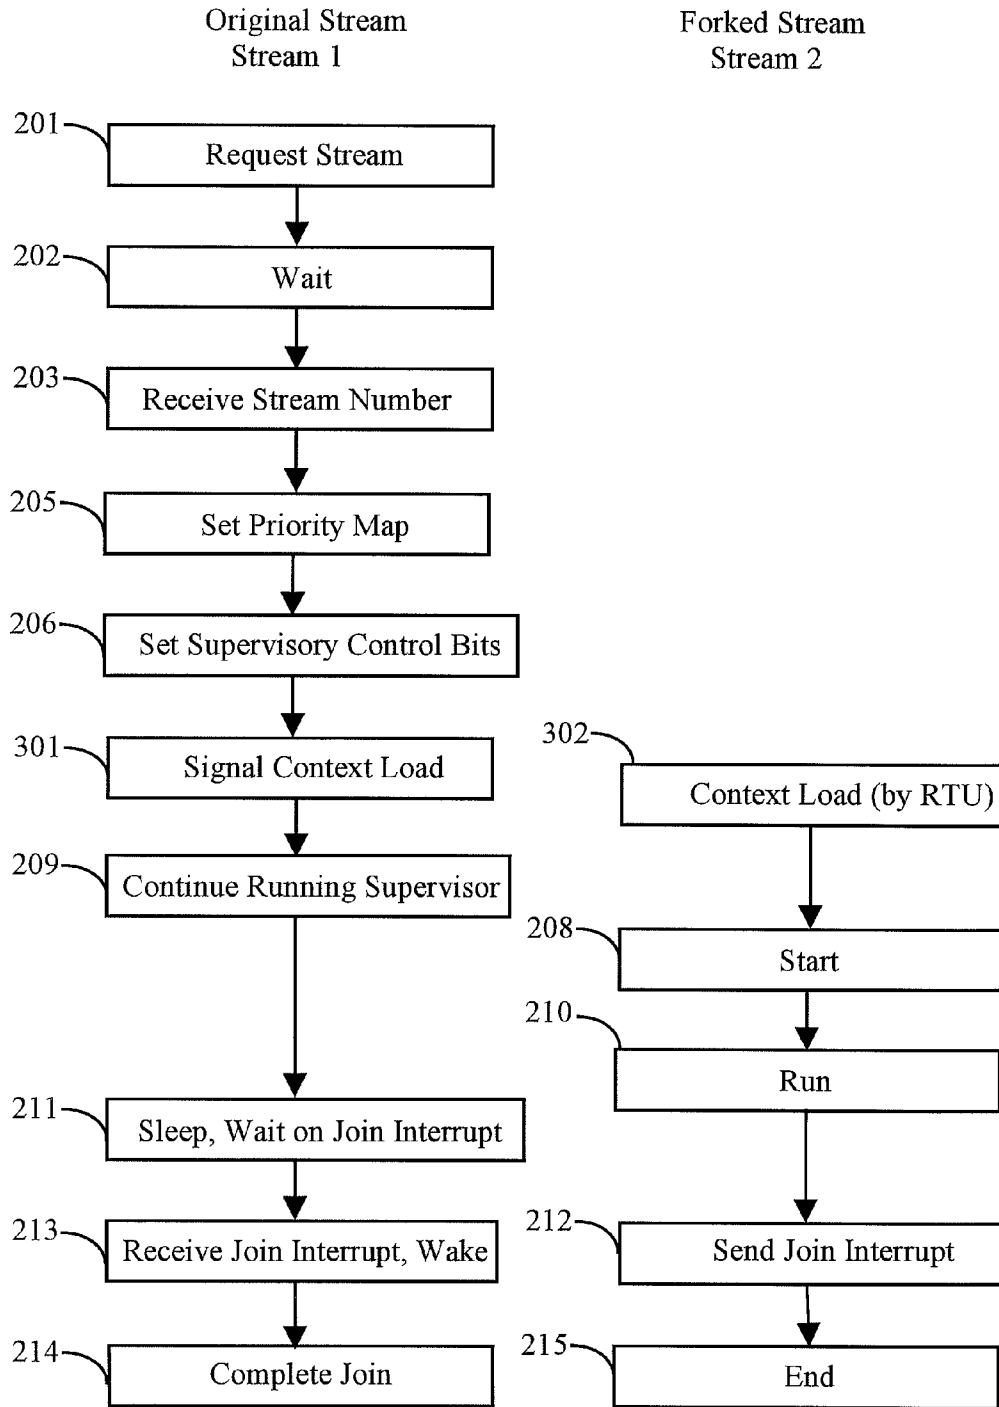 Original Stream
Stream 1
Forked Stream
Stream 2
201
Request Stream
202
Wait
203
Receive Stream Number
205
Set Priority Map
206
Set Supervisory Control Bits
301
Signal Context Load
302
Context Load (by RTU)
209
Continue Running Supervisor
208
Start
210
Run
211
Sleep, Wait on Join Interrupt
213
Receive Join Interrupt, Wake
212
Send Join Interrupt
214
Complete Join
215
End